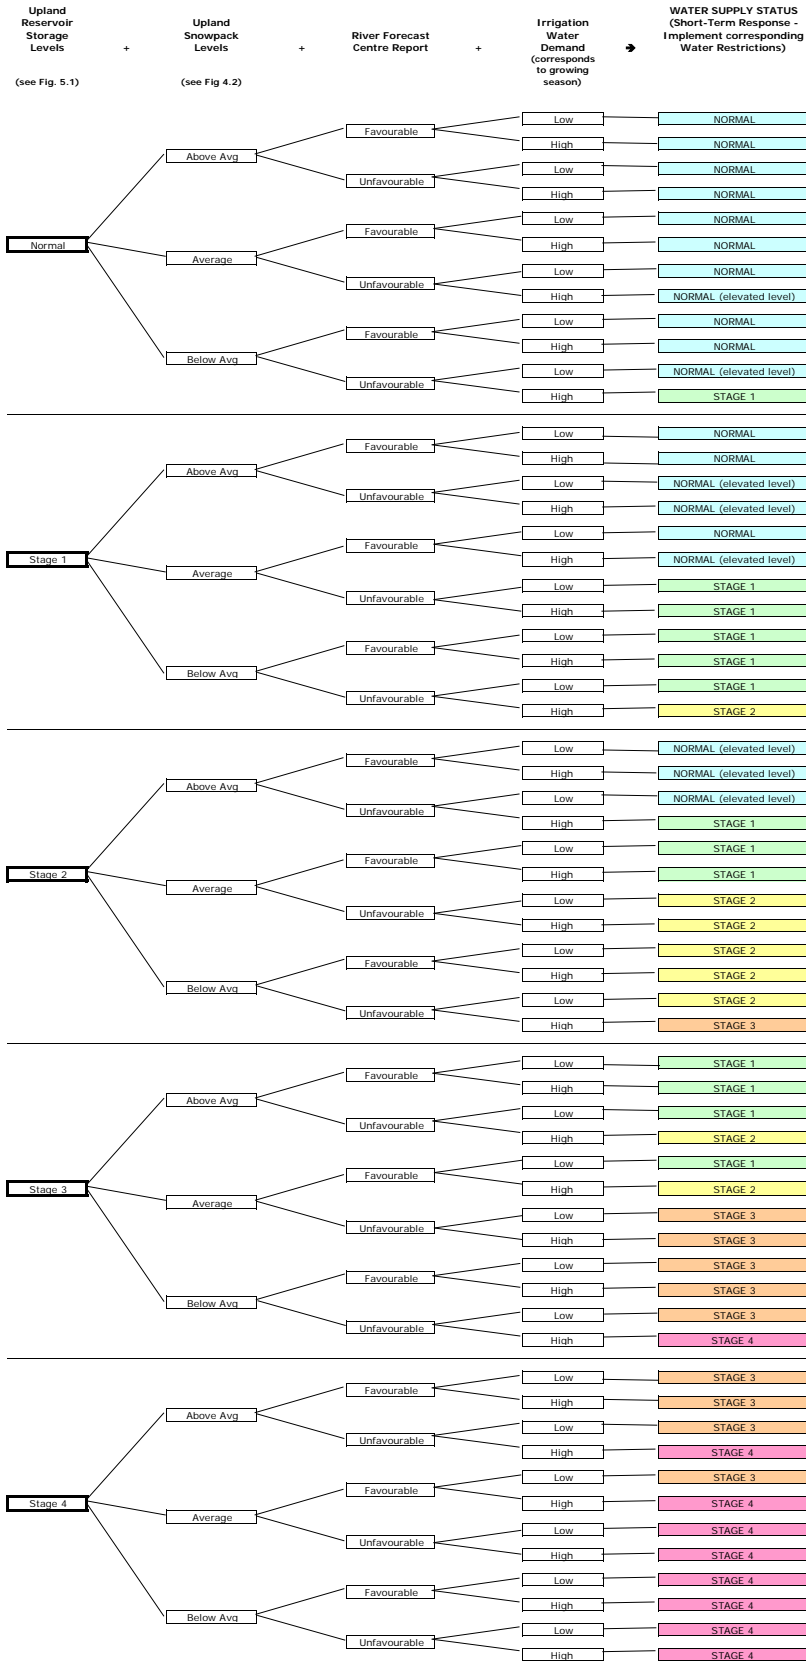 Upland
Reservoir
Storage
Levels
(see Fig. 5.1)
+
Upland
Snowpack
Levels
(see Fig 4.2)
+
River Forecast
Centre Report
+
Irrigation
Water
Demand
(corresponds
to growing
season)
➔
WATER SUPPLY STATUS
(Short-Term Response -
Implement corresponding
Water Restrictions)
Normal
Above Avg
Favourable
Low NORMAL
High NORMAL
Unfavourable
Low NORMAL
High NORMAL
Average
Favourable
Low NORMAL
High NORMAL
Unfavourable
Low NORMAL
High NORMAL (elevated level)
Below Avg
Favourable
Low NORMAL
High NORMAL
Unfavourable
Low NORMAL (elevated level)
High STAGE 1
Stage 1
Above Avg
Favourable
Low NORMAL
High NORMAL
Unfavourable
Low NORMAL (elevated level)
High NORMAL (elevated level)
Average
Favourable
Low NORMAL
High NORMAL (elevated level)
Unfavourable
Low STAGE 1
High STAGE 1
Below Avg
Favourable
Low STAGE 1
High STAGE 1
Unfavourable
Low STAGE 1
High STAGE 2
Stage 2
Above Avg
Favourable
Low NORMAL (elevated level)
High NORMAL (elevated level)
Unfavourable
Low NORMAL (elevated level)
High STAGE 1
Average
Favourable
Low STAGE 1
High STAGE 1
Unfavourable
Low STAGE 2
High STAGE 2
Below Avg
Favourable
Low STAGE 2
High STAGE 2
Unfavourable
Low STAGE 2
High STAGE 3
Stage 3
Above Avg
Favourable
Low STAGE 1
High STAGE 1
Unfavourable
Low STAGE 1
High STAGE 2
Average
Favourable
Low STAGE 1
High STAGE 2
Unfavourable
Low STAGE 3
High STAGE 3
Below Avg
Favourable
Low STAGE 3
High STAGE 3
Unfavourable
Low STAGE 3
High STAGE 4
Stage 4
Above Avg
Favourable
Low STAGE 3
High STAGE 3
Unfavourable
Low STAGE 3
High STAGE 4
Average
Favourable
Low STAGE 3
High STAGE 4
Unfavourable
Low STAGE 4
High STAGE 4
Below Avg
Favourable
Low STAGE 4
High STAGE 4
Unfavourable
Low STAGE 4
High STAGE 4